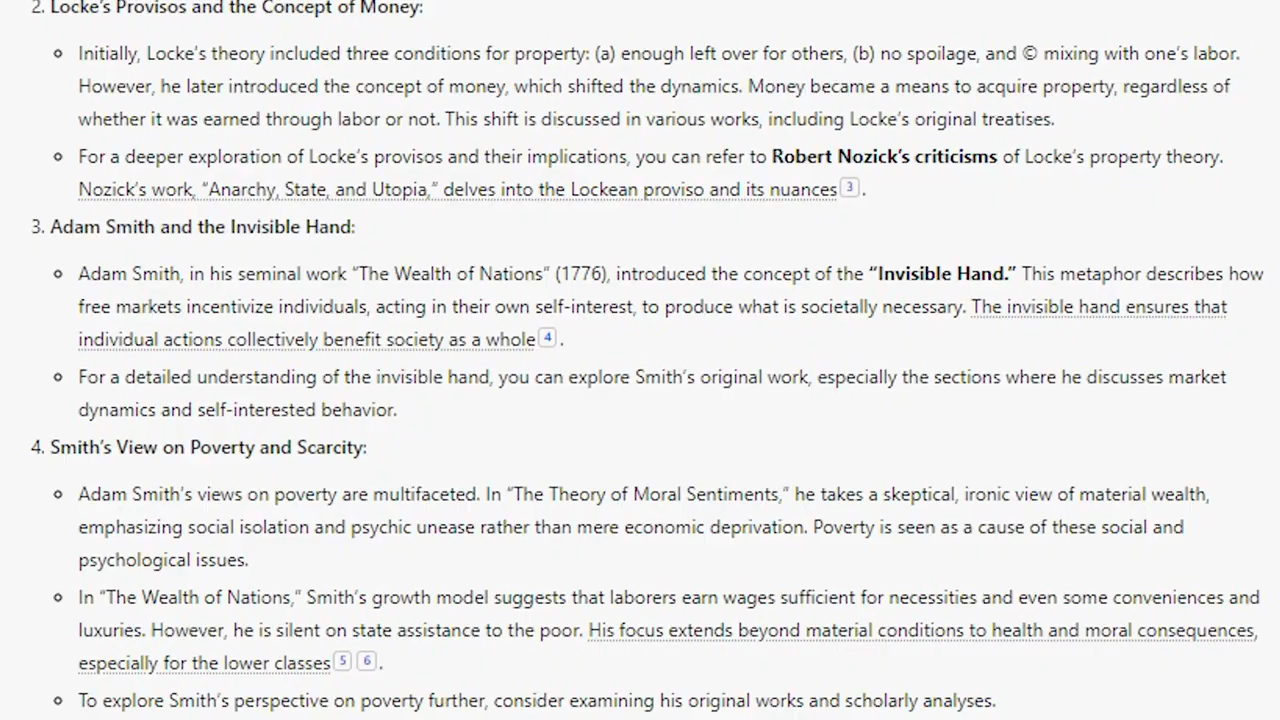 2. Locke's Provisos and the Concept of Money:
○ Initially, Locke's theory included three conditions for property: (a) enough left over for others, (b) no spoilage, and © mixing with one's labor.
However, he later introduced the concept of money, which shifted the dynamics. Money became a means to acquire property, regardless of
whether it was earned through labor or not. This shift is discussed in various works, including Locke's original treatises.
○ For a deeper exploration of Locke's provisos and their implications, you can refer to Robert Nozick's criticisms of Locke's property theory.
Nozick's work, “Anarchy, State, and Utopia,” delves into the Lockean proviso and its nuances 3 .
3. Adam Smith and the Invisible Hand:
○ Adam Smith, in his seminal work “The Wealth of Nations” (1776), introduced the concept of the “Invisible Hand.” This metaphor describes how
free markets incentivize individuals, acting in their own self-interest, to produce what is societally necessary. The invisible hand ensures that
individual actions collectively benefit society as a whole 4 .
○ For a detailed understanding of the invisible hand, you can explore Smith's original work, especially the sections where he discusses market
dynamics and self-interested behavior.
4. Smith's View on Poverty and Scarcity:
○ Adam Smith's views on poverty are multifaceted. In “The Theory of Moral Sentiments,” he takes a skeptical, ironic view of material wealth,
emphasizing social isolation and psychic unease rather than mere economic deprivation. Poverty is seen as a cause of these social and
psychological issues.
○ In “The Wealth of Nations,” Smith's growth model suggests that laborers earn wages sufficient for necessities and even some conveniences and
luxuries. However, he is silent on state assistance to the poor. His focus extends beyond material conditions to health and moral consequences,
especially for the lower classes 5 6 .
○ To explore Smith's perspective on poverty further, consider examining his original works and scholarly analyses.